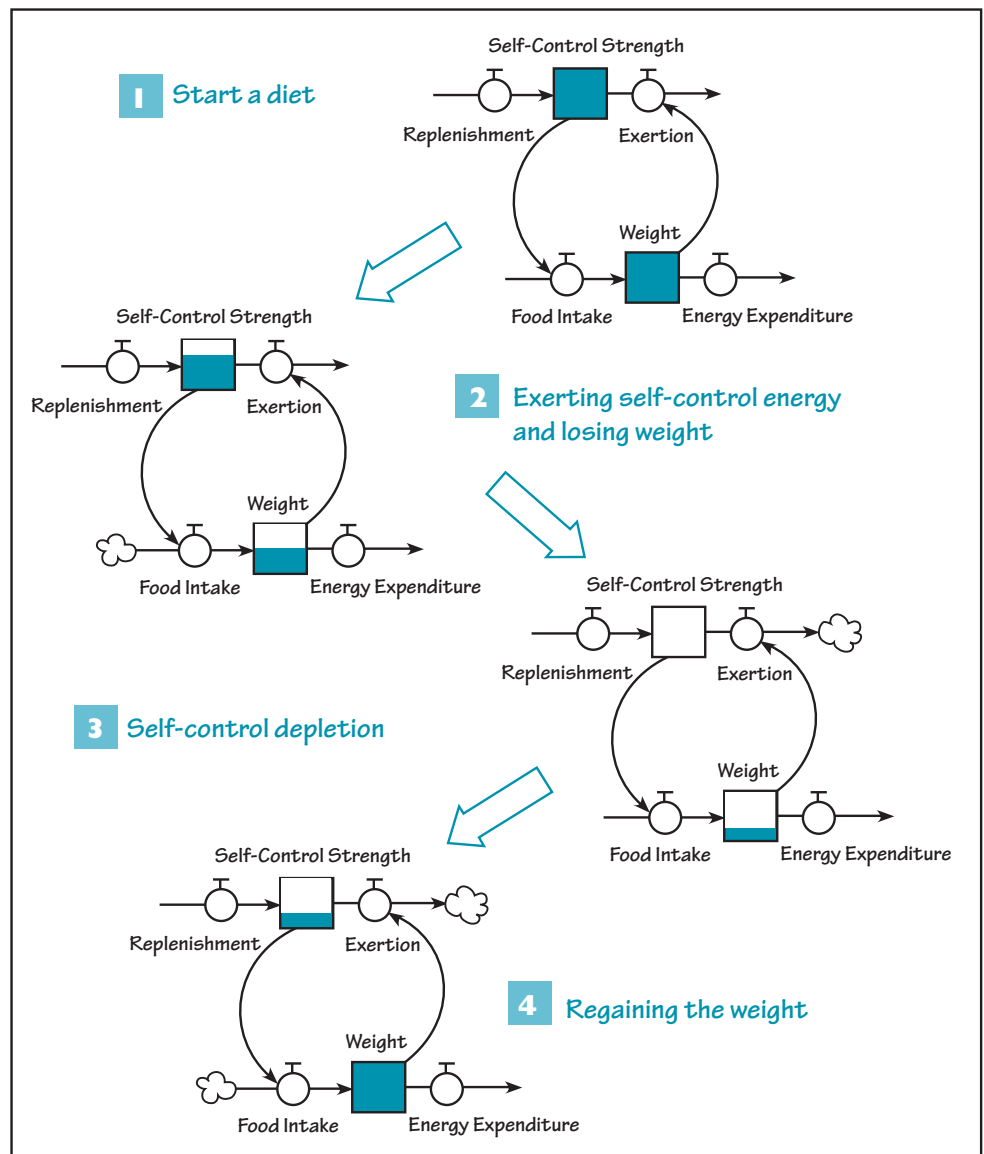 Self-Control Strength
1 Start a diet
Replenishment Exertion
Weight
Food Intake Energy Expenditure
Self-Control Strength
Replenishment Exertion
2 Exerting self-control energy
and losing weight
Weight
Food Intake Energy Expenditure
Self-Control Strength
Replenishment Exertion
3 Self-control depletion
Weight
Food Intake Energy Expenditure
Self-Control Strength
Replenishment Exertion
4 Regaining the weight
Weight
Food Intake Energy Expenditure